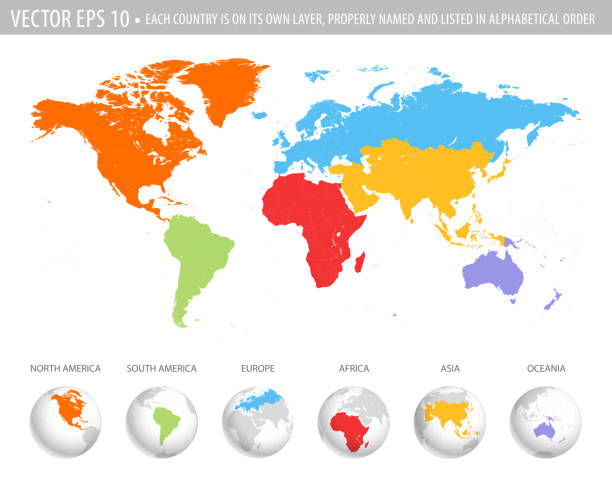 VECTOR EPS 10 • EACH COUNTRY IS ON ITS OWN LAYER, PROPERLY NAMED AND LISTED IN ALPHABETICAL ORDER
NORTH AMERICA SOUTH AMERICA EUROPE AFRICA ASIA OCEANIA